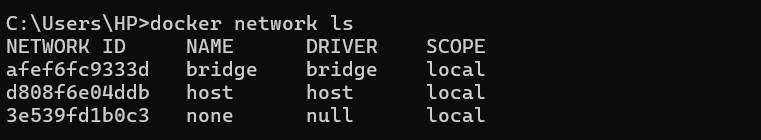 C:\Users\HP>docker network ls
NETWORK ID     NAME      DRIVER    SCOPE
afef6fc9333d   bridge    bridge    local
d808f6e04ddb   host      host      local
3e539fd1b0c3   none      null      local